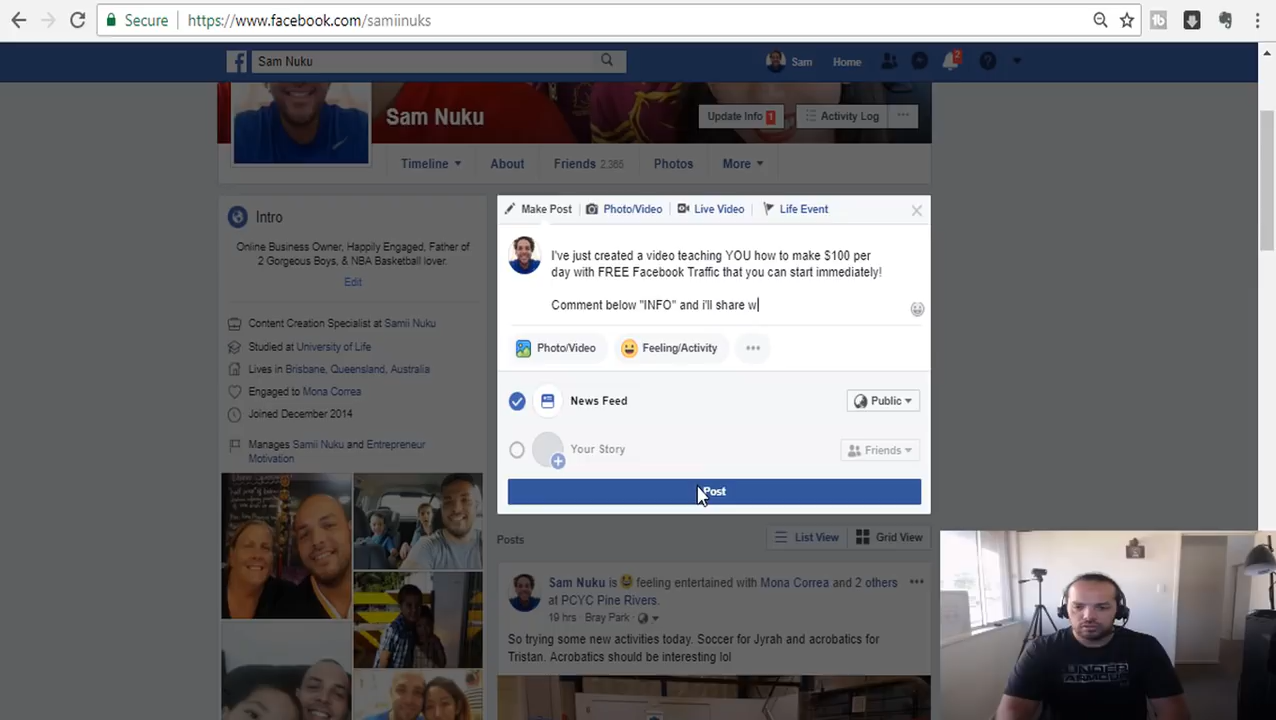 Secure
https://www.facebook.com/samiinuks
Sam Nuku
Sam
Home
2
Sam Nuku
Update Info 1
Activity Log
Timeline
About
Friends 2,365
Photos
More
Intro
Online Business Owner, Happily Engaged, Father of
2 Gorgeous Boys, & NBA Basketball lover.
Edit
Content Creation Specialist at Samii Nuku
Studied at University of Life
Lives in Brisbane, Queensland, Australia
Engaged to Mona Correa
Joined December 2014
Manages Samii Nuku and Entrepreneur
Motivation
Make Post
Photo/Video
Live Video
Life Event
I've just created a video teaching YOU how to make $100 per
day with FREE Facebook Traffic that you can start immediately!
Comment below "INFO" and i'll share w
Photo/Video
Feeling/Activity
News Feed
Public
Your Story
Friends
Post
Posts
List View
Grid View
Sam Nuku is feeling entertained with Mona Correa and 2 others
at PCYC Pine Rivers.
19 hrs · Bray Park ·
So trying some new activities today. Soccer for Jyrah and acrobatics for
Tristan. Acrobatics should be interesting lol
UNDER ARMOUR